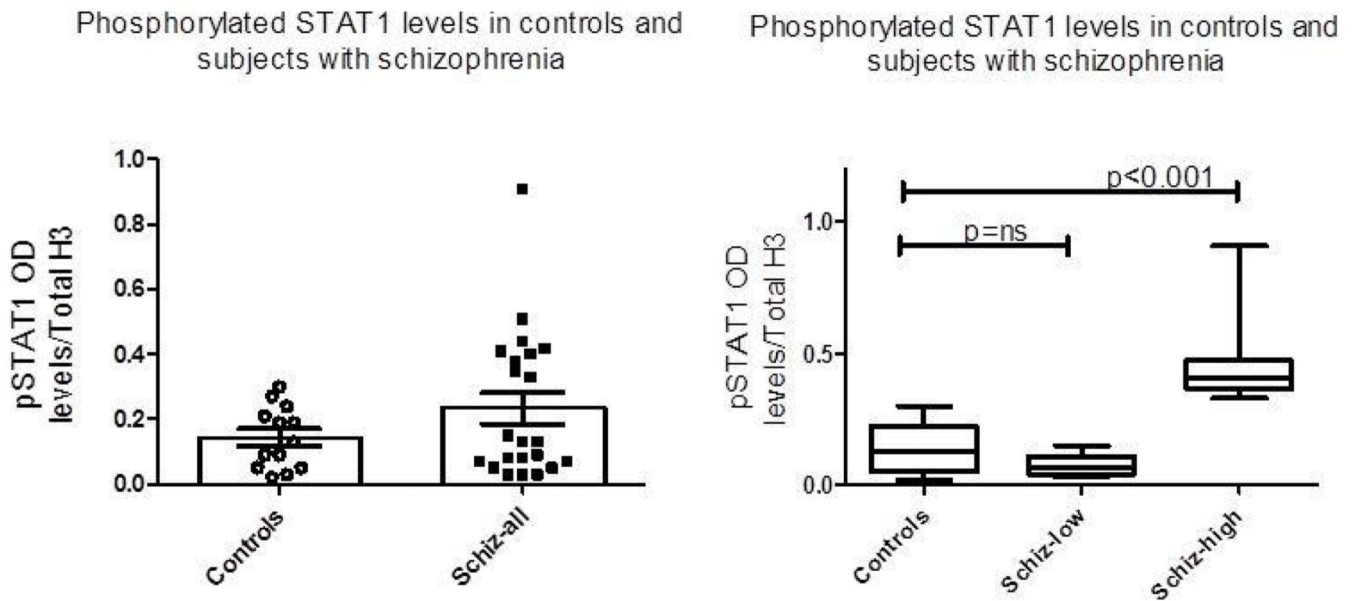 Phosphorylated STAT1 levels in controls and
subjects with schizophrenia
pSTAT1 OD
levels/Total H3
1.0
0.8
0.6
0.4
0.2
0.0
Controls
Schiz-all
Phosphorylated STAT1 levels in controls and
subjects with schizophrenia
pSTAT1 OD
levels/Total H3
1.0
0.5
0.0
p<0.001
p=ns
Controls
Schiz-low
Schiz-high